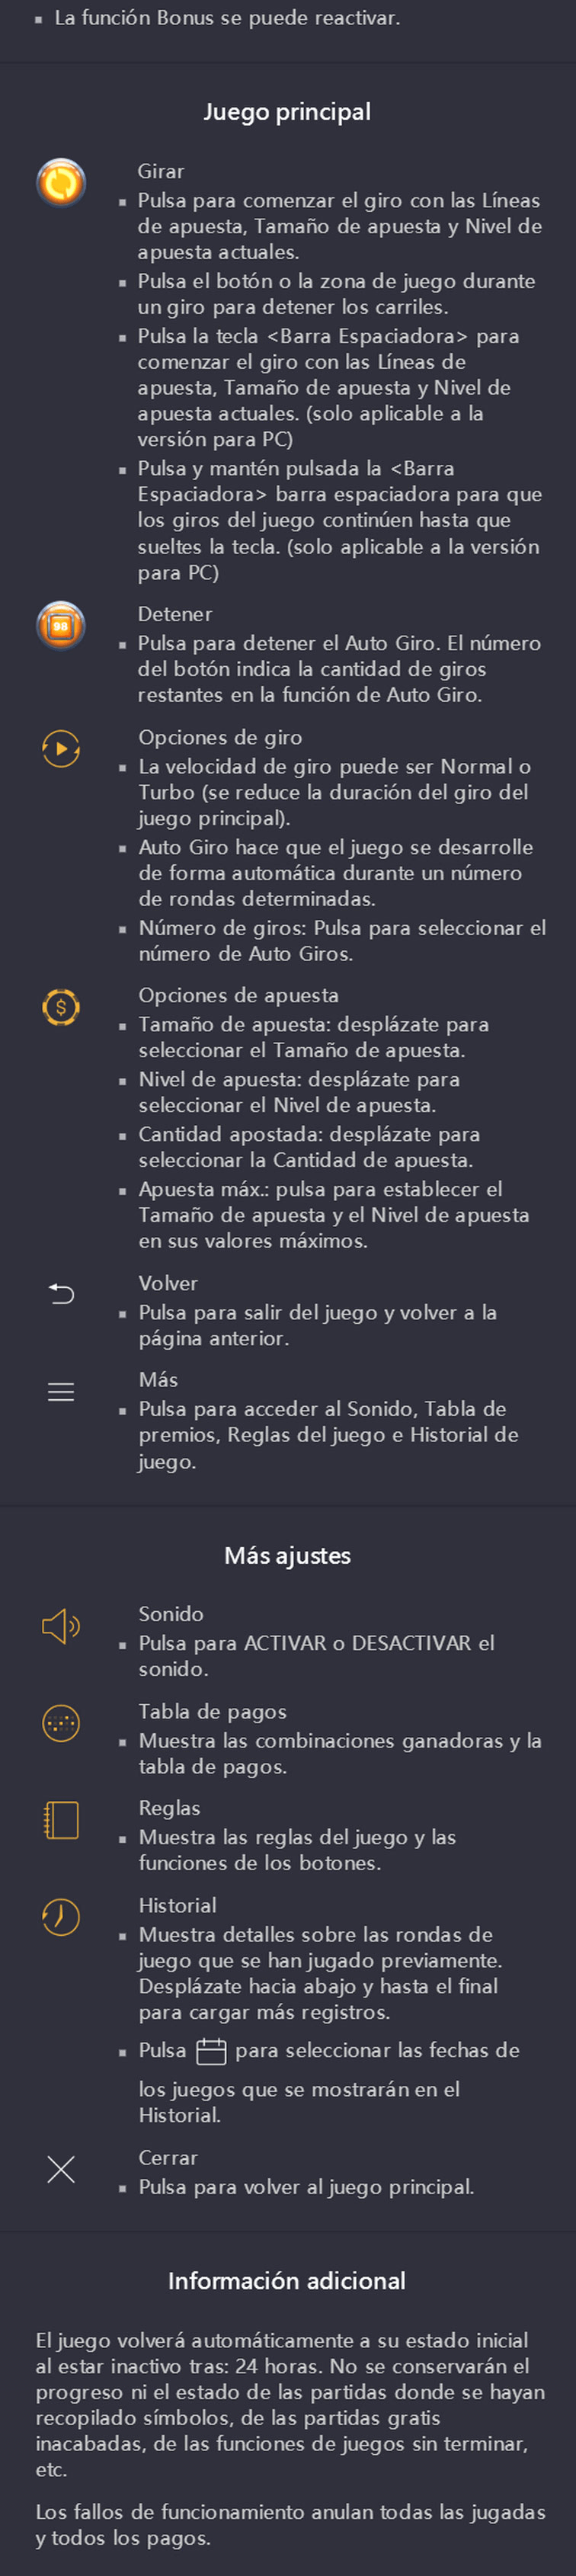 La función Bonus se puede reactivar.
Juego principal
Girar
Pulsa para comenzar el giro con las Líneas
de apuesta, Tamaño de apuesta y Nivel de
apuesta actuales.
Pulsa el botón o la zona de juego durante
un giro para detener los carriles.
Pulsa la tecla <Barra Espaciadora> para
comenzar el giro con las Líneas de
apuesta, Tamaño de apuesta y Nivel de
apuesta actuales. (solo aplicable a la
versión para PC)
Pulsa y mantén pulsada la <Barra
Espaciadora> barra espaciadora para que
los giros del juego continúen hasta que
sueltes la tecla. (solo aplicable a la versión
para PC)
98
Detener
Pulsa para detener el Auto Giro. El número
del botón indica la cantidad de giros
restantes en la función de Auto Giro.
Opciones de giro
La velocidad de giro puede ser Normal o
Turbo (se reduce la duración del giro del
juego principal).
Auto Giro hace que el juego se desarrolle
de forma automática durante un número
de rondas determinadas.
Número de giros: Pulsa para seleccionar el
número de Auto Giros.
$
Opciones de apuesta
Tamaño de apuesta: desplázate para
seleccionar el Tamaño de apuesta.
Nivel de apuesta: desplázate para
seleccionar el Nivel de apuesta.
Cantidad apostada: desplázate para
seleccionar la Cantidad de apuesta.
Apuesta máx.: pulsa para establecer el
Tamaño de apuesta y el Nivel de apuesta
en sus valores máximos.
Volver
Pulsa para salir del juego y volver a la
página anterior.
Más
Pulsa para acceder al Sonido, Tabla de
premios, Reglas del juego e Historial de
juego.
Más ajustes
Sonido
Pulsa para ACTIVAR o DESACTIVAR el
sonido.
Tabla de pagos
Muestra las combinaciones ganadoras y la
tabla de pagos.
Reglas
Muestra las reglas del juego y las
funciones de los botones.
Historial
Muestra detalles sobre las rondas de
juego que se han jugado previamente.
Desplázate hacia abajo y hasta el final
para cargar más registros.
Pulsa para seleccionar las fechas de
los juegos que se mostrarán en el
Historial.
Cerrar
Pulsa para volver al juego principal.
Información adicional
El juego volverá automáticamente a su estado inicial
al estar inactivo tras: 24 horas. No se conservarán el
progreso ni el estado de las partidas donde se hayan
recopilado símbolos, de las partidas gratis
inacabadas, de las funciones de juegos sin terminar,
etc.
Los fallos de funcionamiento anulan todas las jugadas
y todos los pagos.